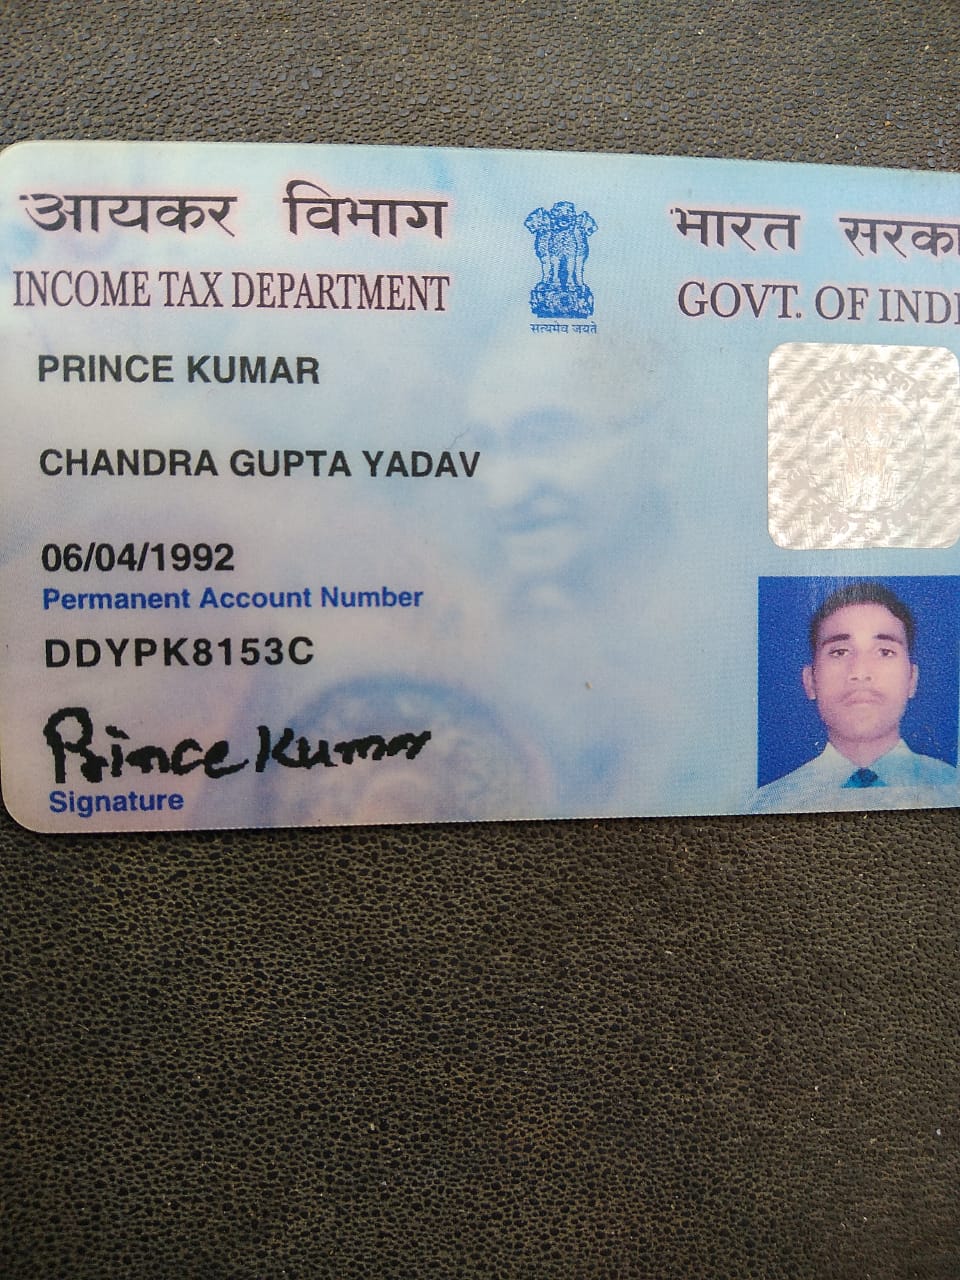 आयकर विभाग
INCOME TAX DEPARTMENT
सत्यमेव जयते
भारत सरका
GOVT. OF INDI
PRINCE KUMAR
CHANDRA GUPTA YADAV
06/04/1992
Permanent Account Number
DDYPK8153C
Prince Kumar
Signature